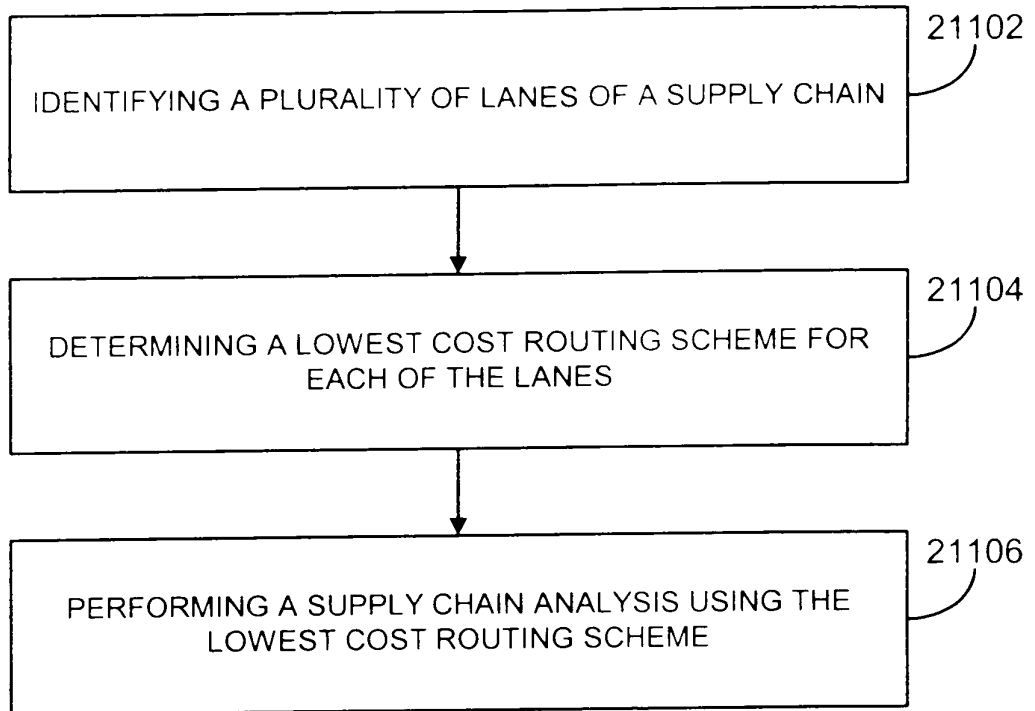 21102
IDENTIFYING A PLURALITY OF LANES OF A SUPPLY CHAIN
21104
DETERMINING A LOWEST COST ROUTING SCHEME FOR
EACH OF THE LANES
21106
PERFORMING A SUPPLY CHAIN ANALYSIS USING THE
LOWEST COST ROUTING SCHEME